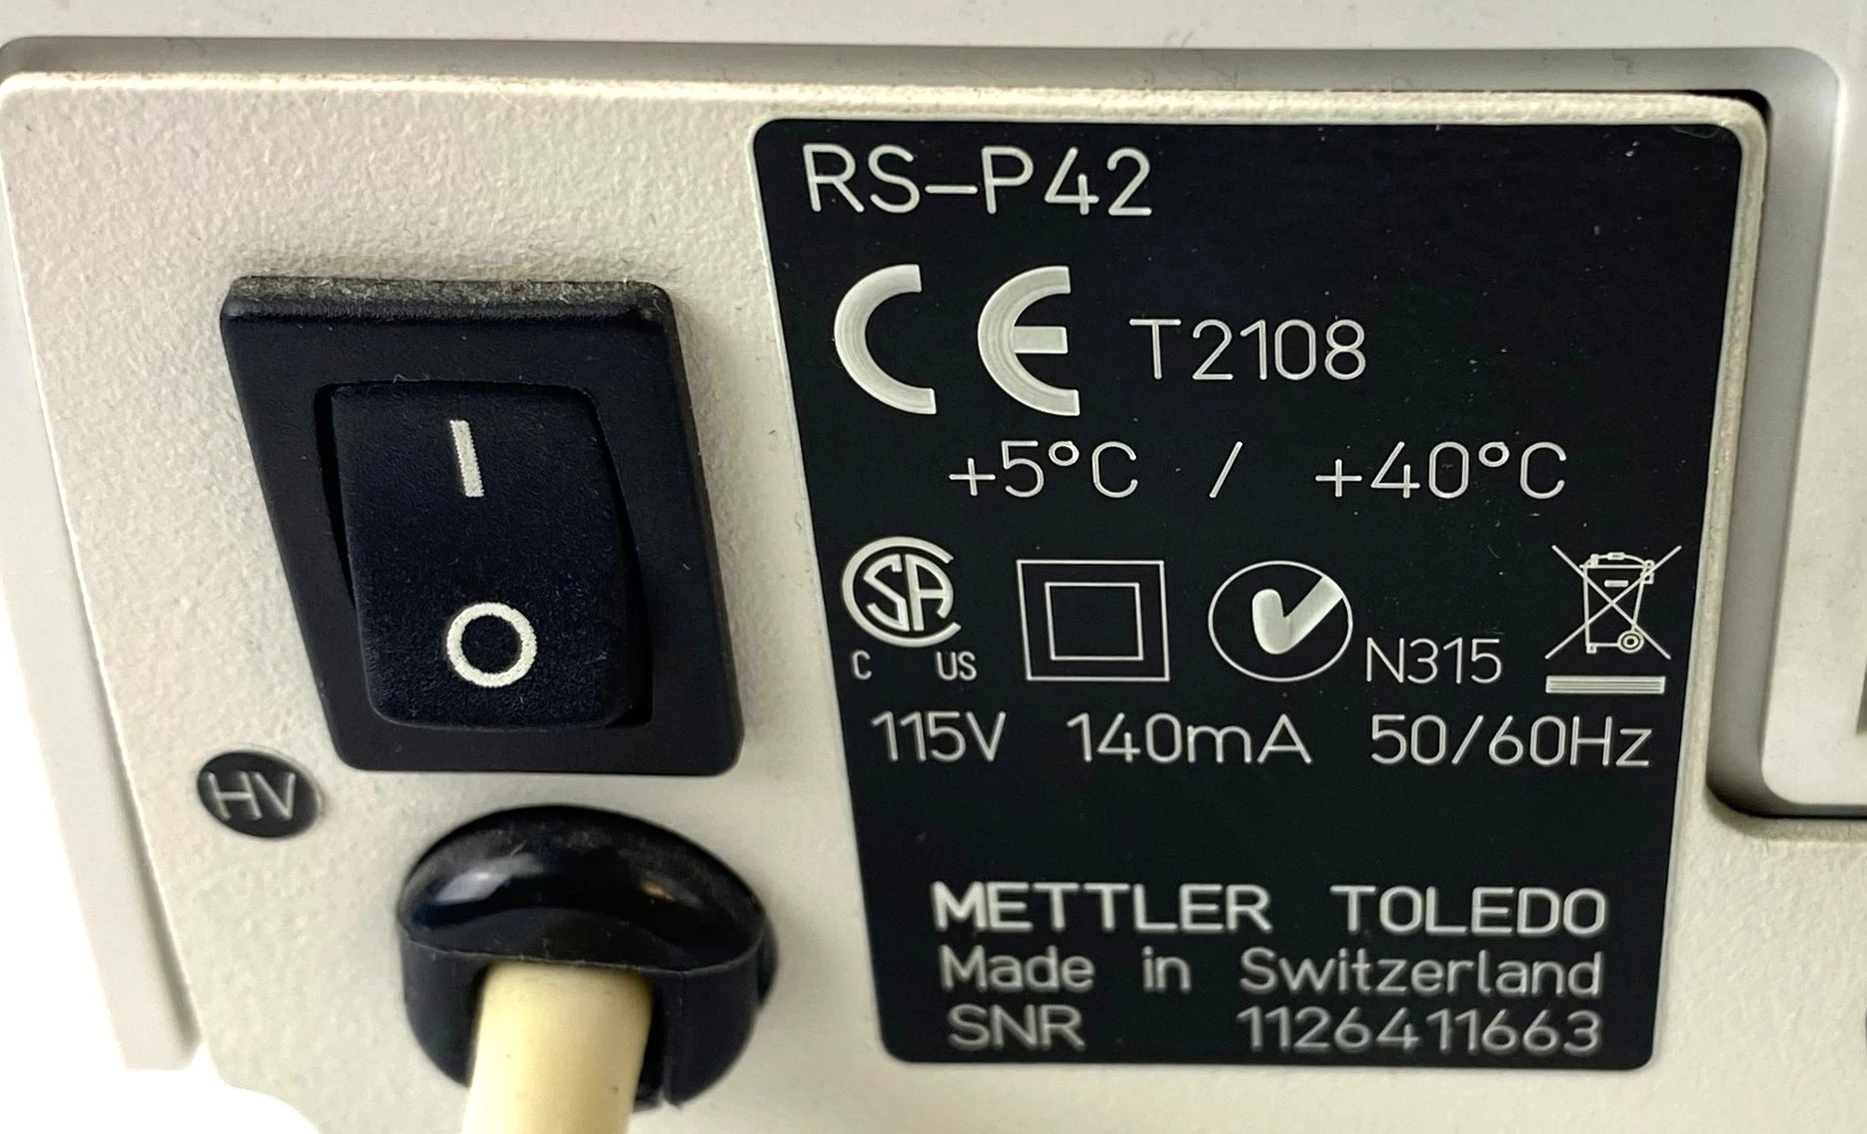 RS-P42
CE T2108
+5°C / +40°C
SA
C US
N315
115V 140mA 50/60Hz
METTLER TOLEDO
Made in Switzerland
SNR 1126411663
I
O
HV